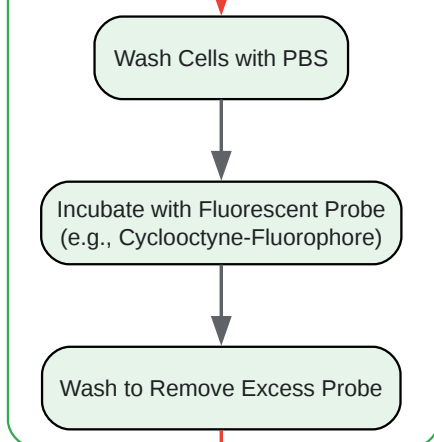 Wash Cells with PBS
Incubate with Fluorescent Probe
(e.g., Cyclooctyne-Fluorophore)
Wash to Remove Excess Probe